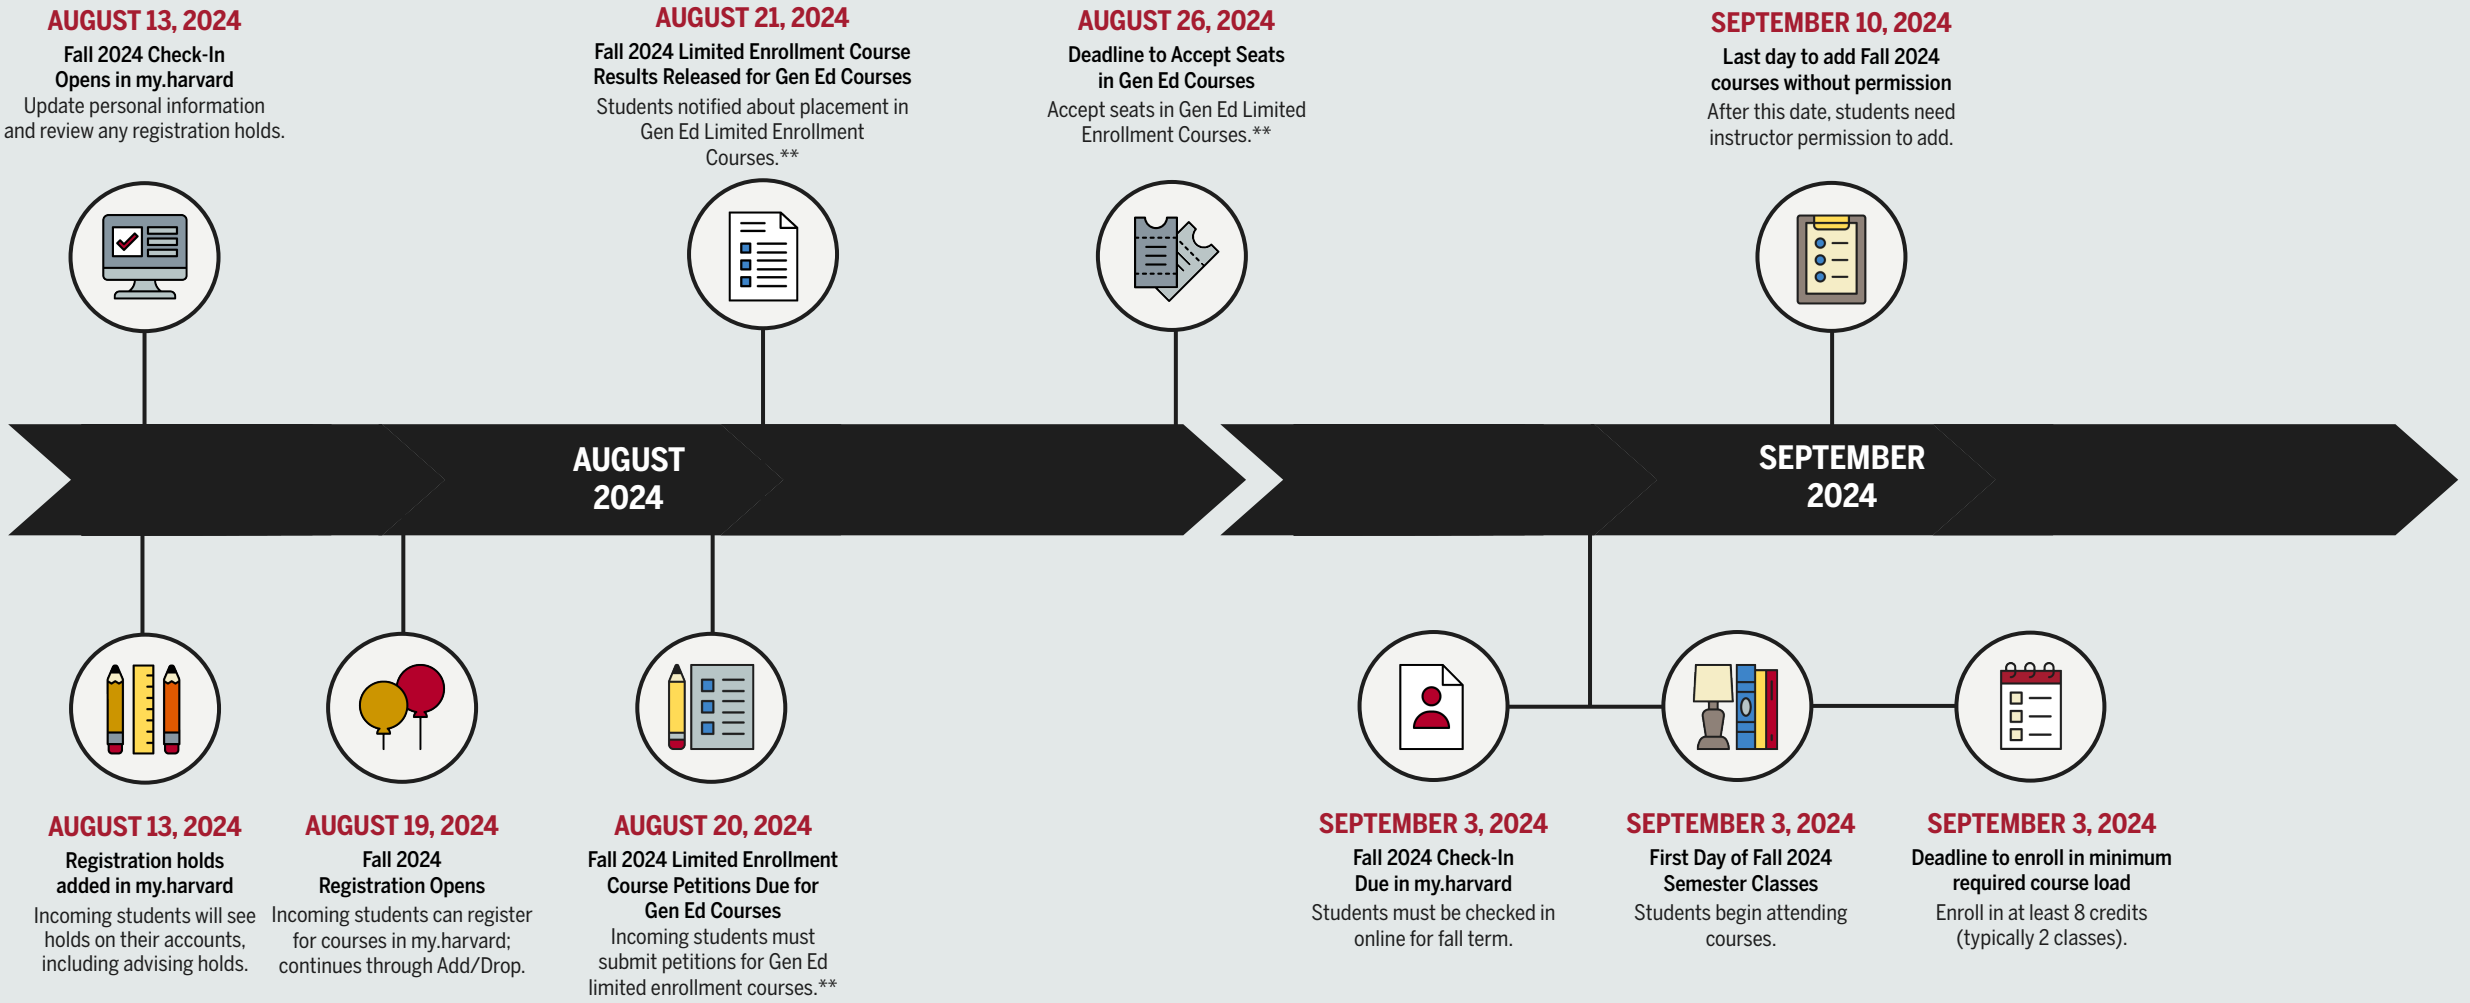 AUGUST 13, 2024
Fall 2024 Check-In
Opens in my.harvard
Update personal information
and review any registration holds.
AUGUST 21, 2024
Fall 2024 Limited Enrollment Course
Results Released for Gen Ed Courses
Students notified about placement in
Gen Ed Limited Enrollment
Courses.**
AUGUST 26, 2024
Deadline to Accept Seats
in Gen Ed Courses
Accept seats in Gen Ed Limited
Enrollment Courses.**
SEPTEMBER 10, 2024
Last day to add Fall 2024
courses without permission
After this date, students need
instructor permission to add.
AUGUST
2024
SEPTEMBER
2024
AUGUST 13, 2024
Registration holds
added in my.harvard
Incoming students will see
holds on their accounts,
including advising holds.
AUGUST 19, 2024
Fall 2024
Registration Opens
Incoming students can register
for courses in my.harvard;
continues through Add/Drop.
AUGUST 20, 2024
Fall 2024 Limited Enrollment
Course Petitions Due for
Gen Ed Courses
Incoming students must
submit petitions for Gen Ed
limited enrollment courses.**
SEPTEMBER 3, 2024
Fall 2024 Check-In
Due in my.harvard
Students must be checked in
online for fall term.
SEPTEMBER 3, 2024
First Day of Fall 2024
Semester Classes
Students begin attending
courses.
SEPTEMBER 3, 2024
Deadline to enroll in minimum
required course load
Enroll in at least 8 credits
(typically 2 classes).